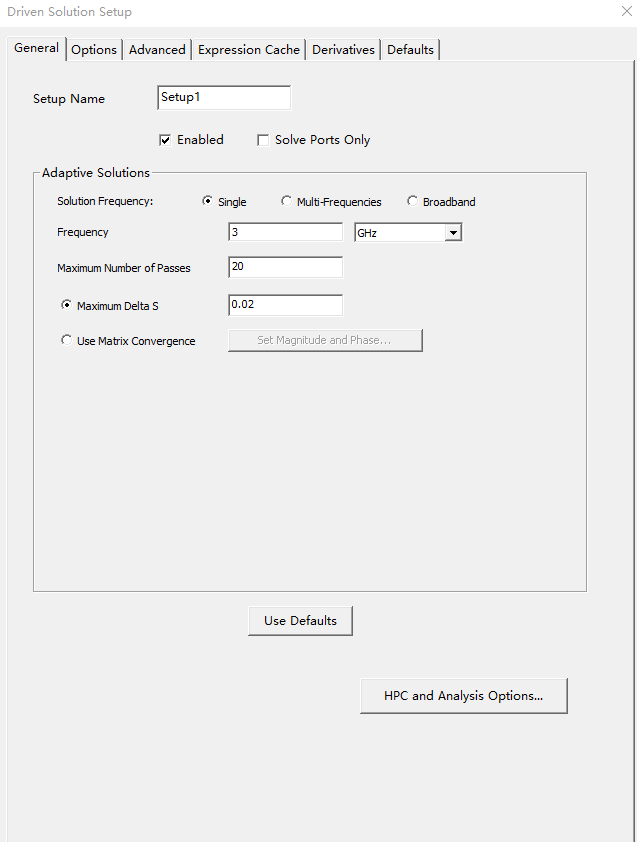 Driven Solution Setup
General Options Advanced Expression Cache Derivatives Defaults
Setup Name Setup1
Enabled Solve Ports Only
Adaptive Solutions
Solution Frequency: Single Multi-Frequencies Broadband
Frequency 3 GHz
Maximum Number of Passes 20
Maximum Delta S 0.02
Use Matrix Convergence Set Magnitude and Phase...
Use Defaults
HPC and Analysis Options...